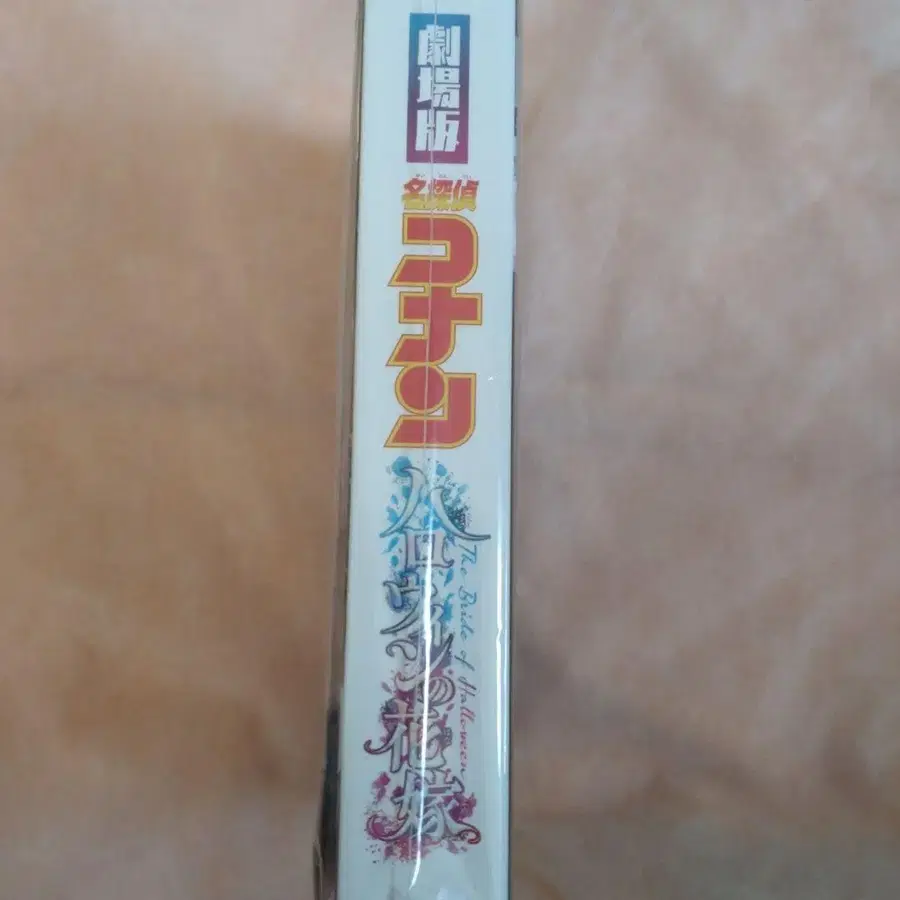 劇場版
名探偵
コナン
ハロウィンの花嫁
The Bride of Halloween